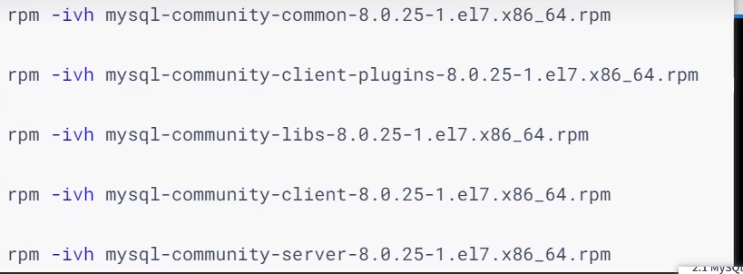 rpm -ivh mysql-community-common-8.0.25-1.el7.x86_64.rpm
rpm -ivh mysql-community-client-plugins-8.0.25-1.el7.x86_64.rpm
rpm -ivh mysql-community-libs-8.0.25-1.el7.x86_64.rpm
rpm -ivh mysql-community-client-8.0.25-1.el7.x86_64.rpm
rpm -ivh mysql-community-server-8.0.25-1.el7.x86_64.rpm
2.1 MySQL